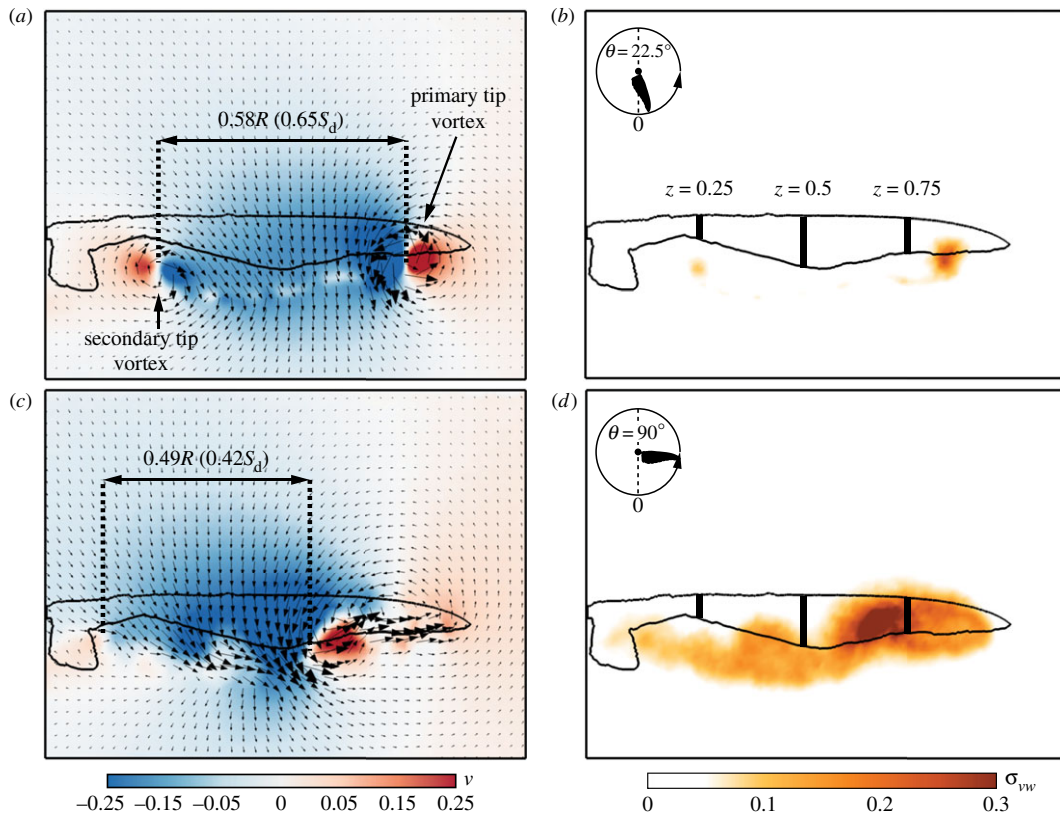 (a)
0.58R (0.65S_d)
primary tip
vortex
secondary tip
vortex
(b)
θ = 22.5°
0
z = 0.25
z = 0.5
z = 0.75
(c)
0.49R (0.42S_d)
(d)
θ = 90°
0
v
–0.25 –0.15 –0.05 0 0.05 0.15 0.25
σ_vw
0 0.1 0.2 0.3